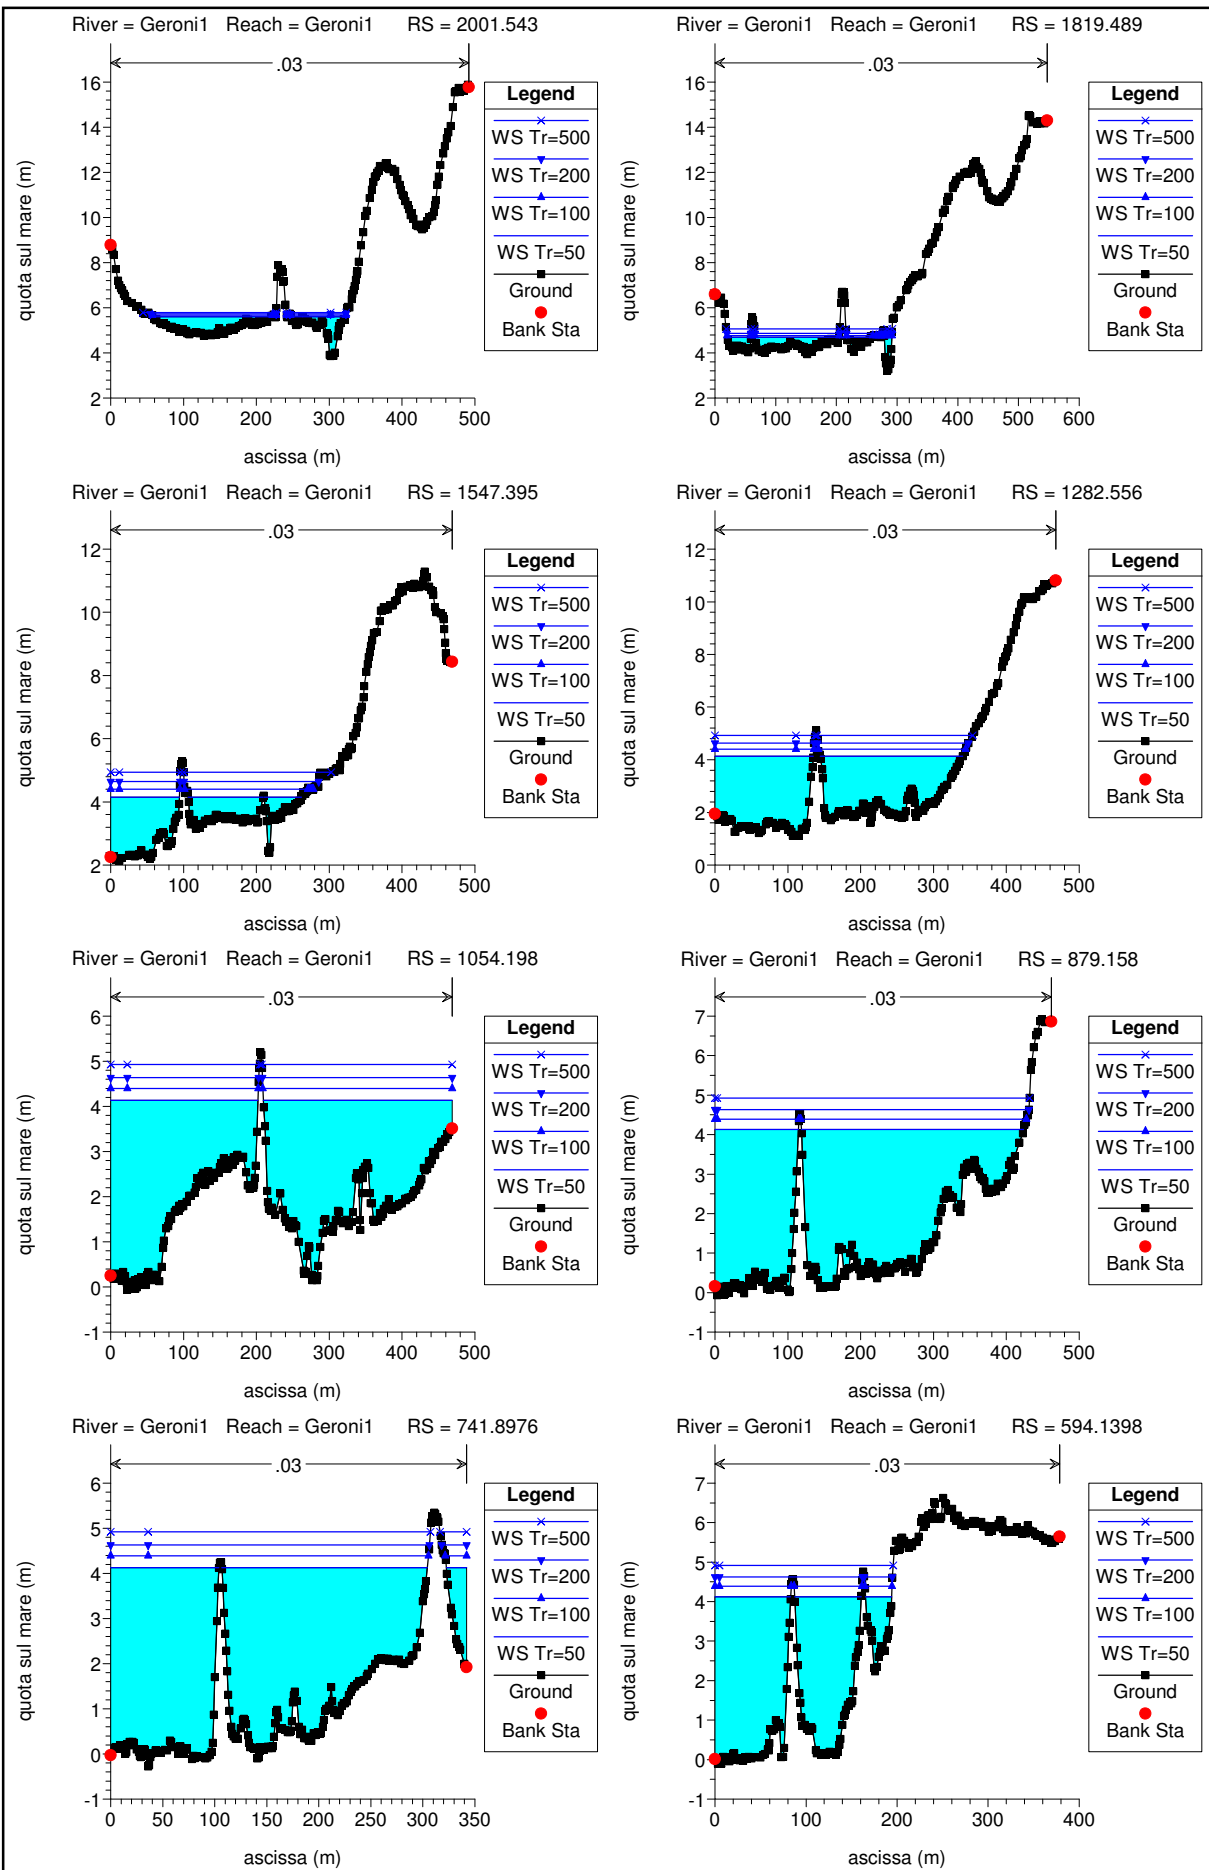 River = Geroni1 Reach = Geroni1 RS = 2001.543
.03
quota sul mare (m)
16
14
12
10
8
6
4
2
0 100 200 300 400 500
ascissa (m)
Legend
WS Tr=500
WS Tr=200
WS Tr=100
WS Tr=50
Ground
Bank Sta
River = Geroni1 Reach = Geroni1 RS = 1819.489
.03
quota sul mare (m)
16
14
12
10
8
6
4
2
0 100 200 300 400 500 600
ascissa (m)
Legend
WS Tr=500
WS Tr=200
WS Tr=100
WS Tr=50
Ground
Bank Sta
River = Geroni1 Reach = Geroni1 RS = 1547.395
.03
quota sul mare (m)
12
10
8
6
4
2
0 100 200 300 400 500
ascissa (m)
Legend
WS Tr=500
WS Tr=200
WS Tr=100
WS Tr=50
Ground
Bank Sta
River = Geroni1 Reach = Geroni1 RS = 1282.556
.03
quota sul mare (m)
12
10
8
6
4
2
0
0 100 200 300 400 500
ascissa (m)
Legend
WS Tr=500
WS Tr=200
WS Tr=100
WS Tr=50
Ground
Bank Sta
River = Geroni1 Reach = Geroni1 RS = 1054.198
.03
quota sul mare (m)
6
5
4
3
2
1
0
-1
0 100 200 300 400 500
ascissa (m)
Legend
WS Tr=500
WS Tr=200
WS Tr=100
WS Tr=50
Ground
Bank Sta
River = Geroni1 Reach = Geroni1 RS = 879.158
.03
quota sul mare (m)
7
6
5
4
3
2
1
0
-1
0 100 200 300 400 500
ascissa (m)
Legend
WS Tr=500
WS Tr=200
WS Tr=100
WS Tr=50
Ground
Bank Sta
River = Geroni1 Reach = Geroni1 RS = 741.8976
.03
quota sul mare (m)
6
5
4
3
2
1
0
-1
0 50 100 150 200 250 300 350
ascissa (m)
Legend
WS Tr=500
WS Tr=200
WS Tr=100
WS Tr=50
Ground
Bank Sta
River = Geroni1 Reach = Geroni1 RS = 594.1398
.03
quota sul mare (m)
7
6
5
4
3
2
1
0
-1
0 100 200 300 400
ascissa (m)
Legend
WS Tr=500
WS Tr=200
WS Tr=100
WS Tr=50
Ground
Bank Sta